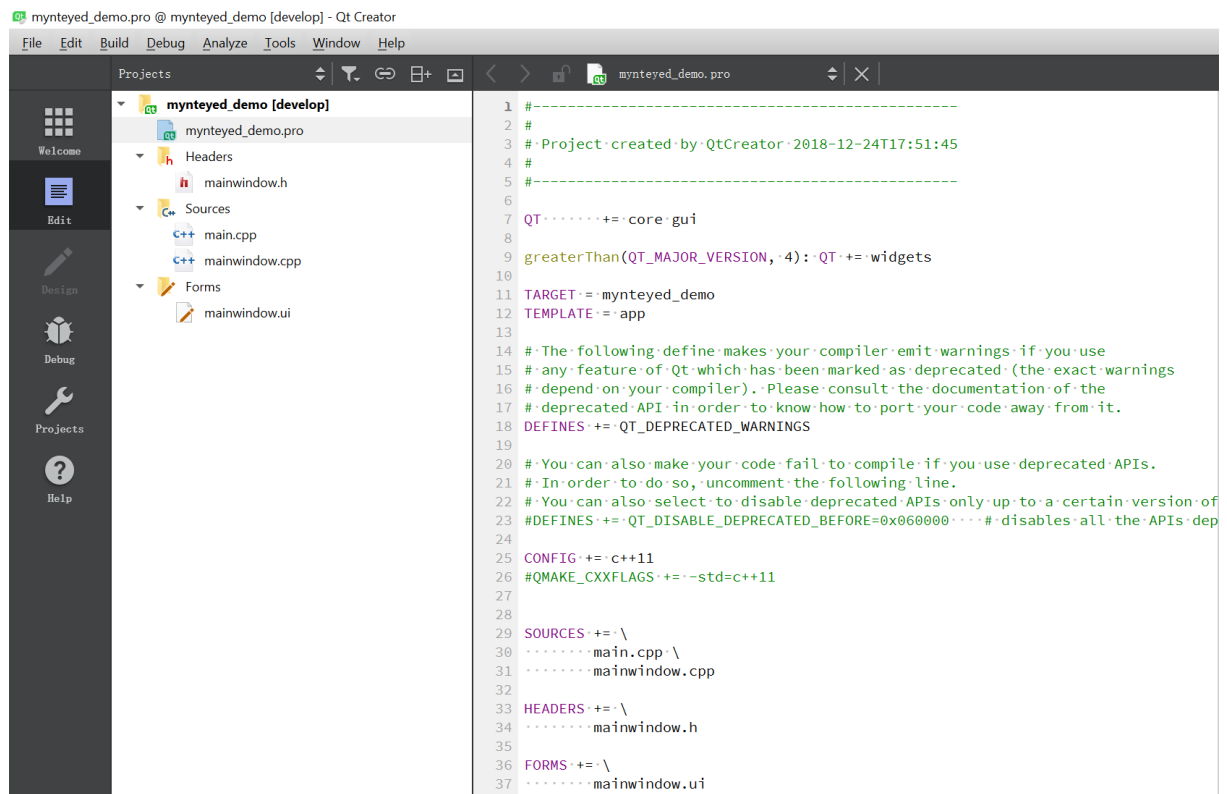 mynteyed_demo.pro @ mynteyed_demo [develop] - Qt Creator
File Edit Build Debug Analyze Tools Window Help
Projects
mynteyed_demo.pro
mynteyed_demo [develop]
mynteyed_demo.pro
Headers
mainwindow.h
Sources
main.cpp
mainwindow.cpp
Forms
mainwindow.ui
Welcome
Edit
Design
Debug
Projects
Help
1 #-------------------------------------------------
2 #
3 # Project created by QtCreator 2018-12-24T17:51:45
4 #
5 #-------------------------------------------------
6
7 QT       += core gui
8
9 greaterThan(QT_MAJOR_VERSION, 4): QT += widgets
10
11 TARGET = mynteyed_demo
12 TEMPLATE = app
13
14 # The following define makes your compiler emit warnings if you use
15 # any feature of Qt which has been marked as deprecated (the exact warnings
16 # depend on your compiler). Please consult the documentation of the
17 # deprecated API in order to know how to port your code away from it.
18 DEFINES += QT_DEPRECATED_WARNINGS
19
20 # You can also make your code fail to compile if you use deprecated APIs.
21 # In order to do so, uncomment the following line.
22 # You can also select to disable deprecated APIs only up to a certain version of
23 #DEFINES += QT_DISABLE_DEPRECATED_BEFORE=0x060000    # disables all the APIs dep
24
25 CONFIG += c++11
26 #QMAKE_CXXFLAGS += -std=c++11
27
28
29 SOURCES += \
30         main.cpp \
31         mainwindow.cpp
32
33 HEADERS += \
34         mainwindow.h
35
36 FORMS += \
37         mainwindow.ui